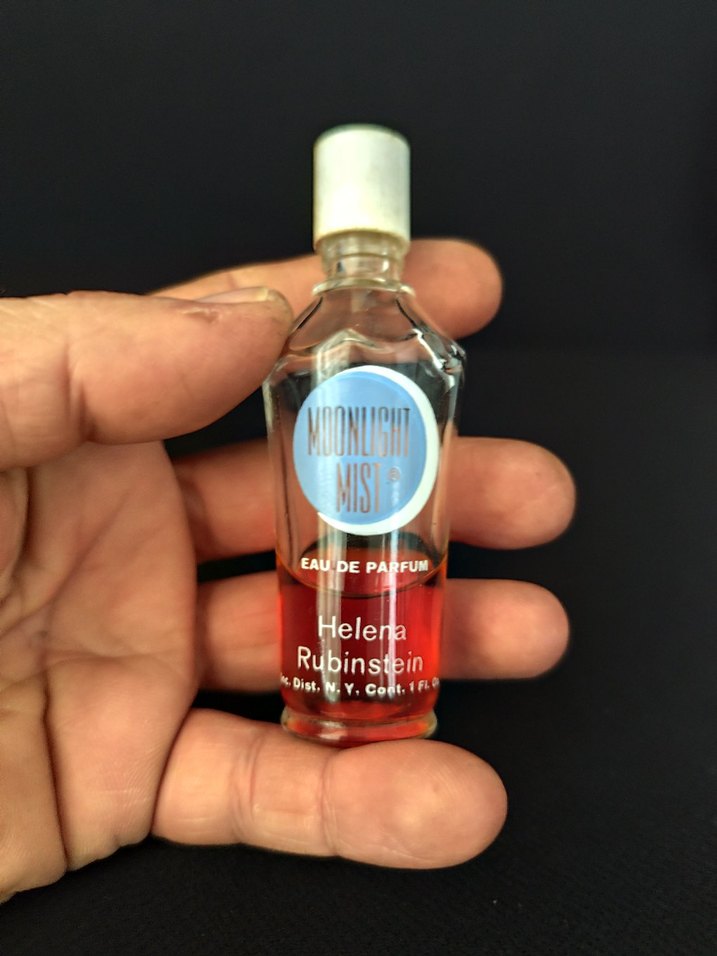 MOONLIGHT
MIST®
EAU DE PARFUM
Helena
Rubinstein
Dist. N.Y. Cont. 1 Fl.